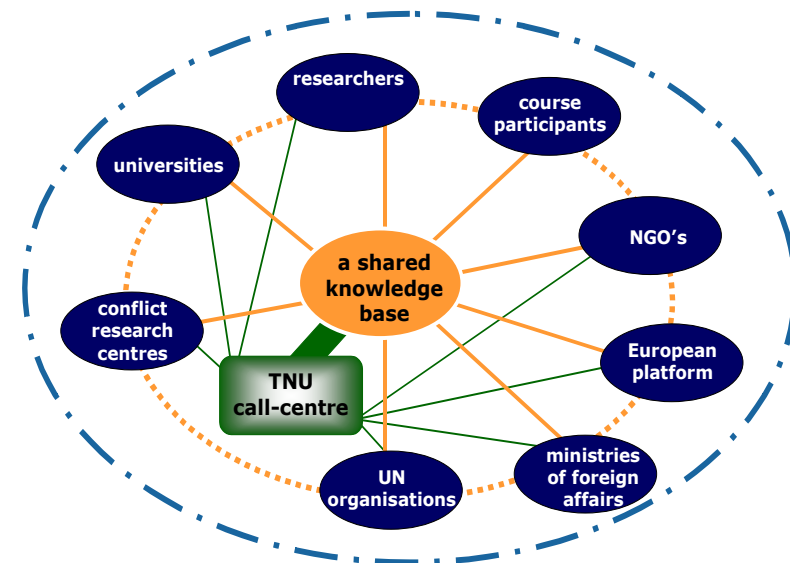 researchers
course
participants
universities
NGO's
a shared
knowledge
base
conflict
research
centres
European
platform
TNU
call-centre
ministries
of foreign
affairs
UN
organisations